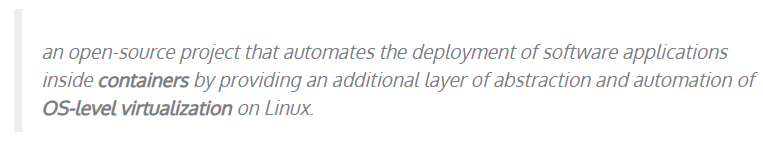 an open-source project that automates the deployment of software applications
inside containers by providing an additional layer of abstraction and automation of
OS-level virtualization on Linux.